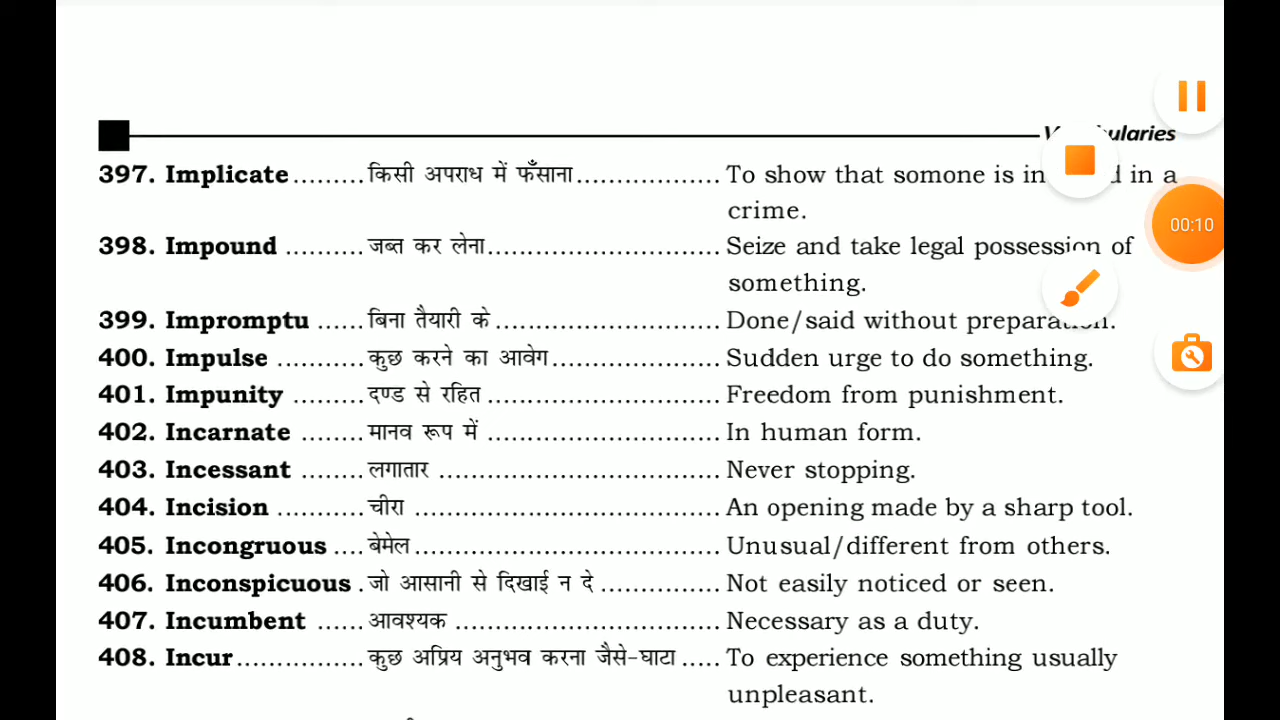 Vocabularies
397. Implicate.........किसी अपराध में फँसाना..................To show that somone is in d in a
crime.
398. Impound ..........जब्त कर लेना.............................Seize and take legal possession of
something.
399. Impromptu ......बिना तैयारी के............................Done/said without preparation.
400. Impulse ...........कुछ करने का आवेग.....................Sudden urge to do something.
401. Impunity .........दण्ड से रहित.............................Freedom from punishment.
402. Incarnate ........मानव रूप में.............................In human form.
403. Incessant ........लगातार...................................Never stopping.
404. Incision ...........चीरा......................................An opening made by a sharp tool.
405. Incongruous ....बेमेल......................................Unusual/different from others.
406. Inconspicuous .जो आसानी से दिखाई न दे...............Not easily noticed or seen.
407. Incumbent ......आवश्यक.................................Necessary as a duty.
408. Incur................कुछ अप्रिय अनुभव करना जैसे-घाटा.....To experience something usually
unpleasant.
00:10